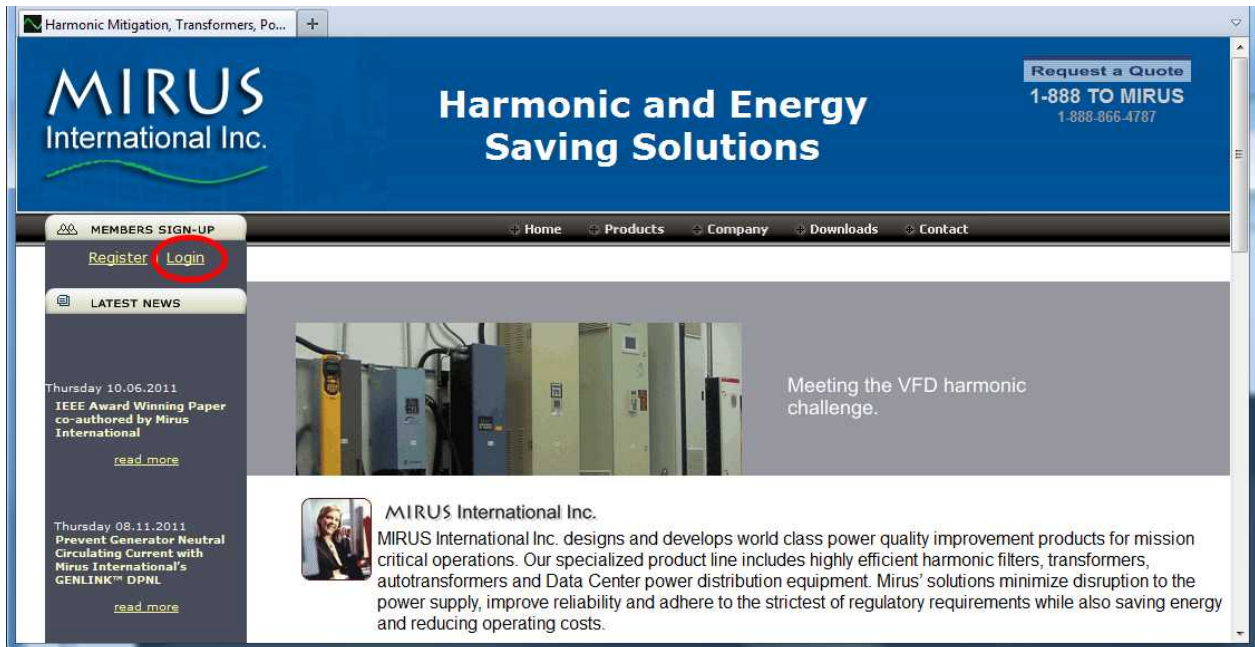 Harmonic Mitigation, Transformers, Po...
+
MIRUS
International Inc.
Harmonic and Energy
Saving Solutions
Request a Quote
1-888 TO MIRUS
1-888-866-4787
MEMBERS SIGN-UP
Home Products Company Downloads Contact
Register | Login
LATEST NEWS
Thursday 10.06.2011
IEEE Award Winning Paper
co-authored by Mirus
International
read more
Thursday 08.11.2011
Prevent Generator Neutral
Circulating Current with
Mirus International's
GENLINK™ DPNL
read more
Meeting the VFD harmonic
challenge.
MIRUS International Inc.
MIRUS International Inc. designs and develops world class power quality improvement products for mission
critical operations. Our specialized product line includes highly efficient harmonic filters, transformers,
autotransformers and Data Center power distribution equipment. Mirus' solutions minimize disruption to the
power supply, improve reliability and adhere to the strictest of regulatory requirements while also saving energy
and reducing operating costs.